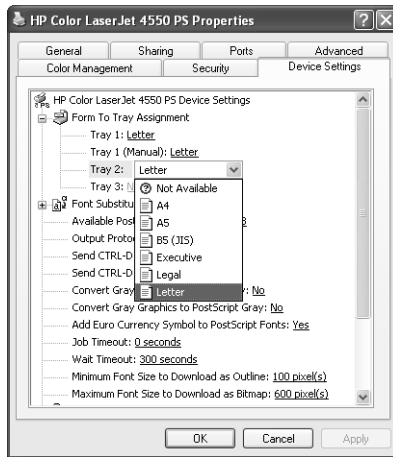 HP Color LaserJet 4550 PS Properties
General Sharing Ports Advanced
Color Management Security Device Settings
HP Color LaserJet 4550 PS Device Settings
Form To Tray Assignment
Tray 1: Letter
Tray 1 (Manual): Letter
Tray 2: Letter
Tray 3:
Not Available
A4
A5
B5 (JIS)
Executive
Legal
Letter
Font Substitu
Available Pos
Output Proto
Send CTRL-D
Send CTRL-D
Convert Gray : No
Convert Gray Graphics to PostScript Gray: No
Add Euro Currency Symbol to PostScript Fonts: Yes
Job Timeout: 0 seconds
Wait Timeout: 300 seconds
Minimum Font Size to Download as Outline: 100 pixel(s)
Maximum Font Size to Download as Bitmap: 600 pixel(s)
OK Cancel Apply